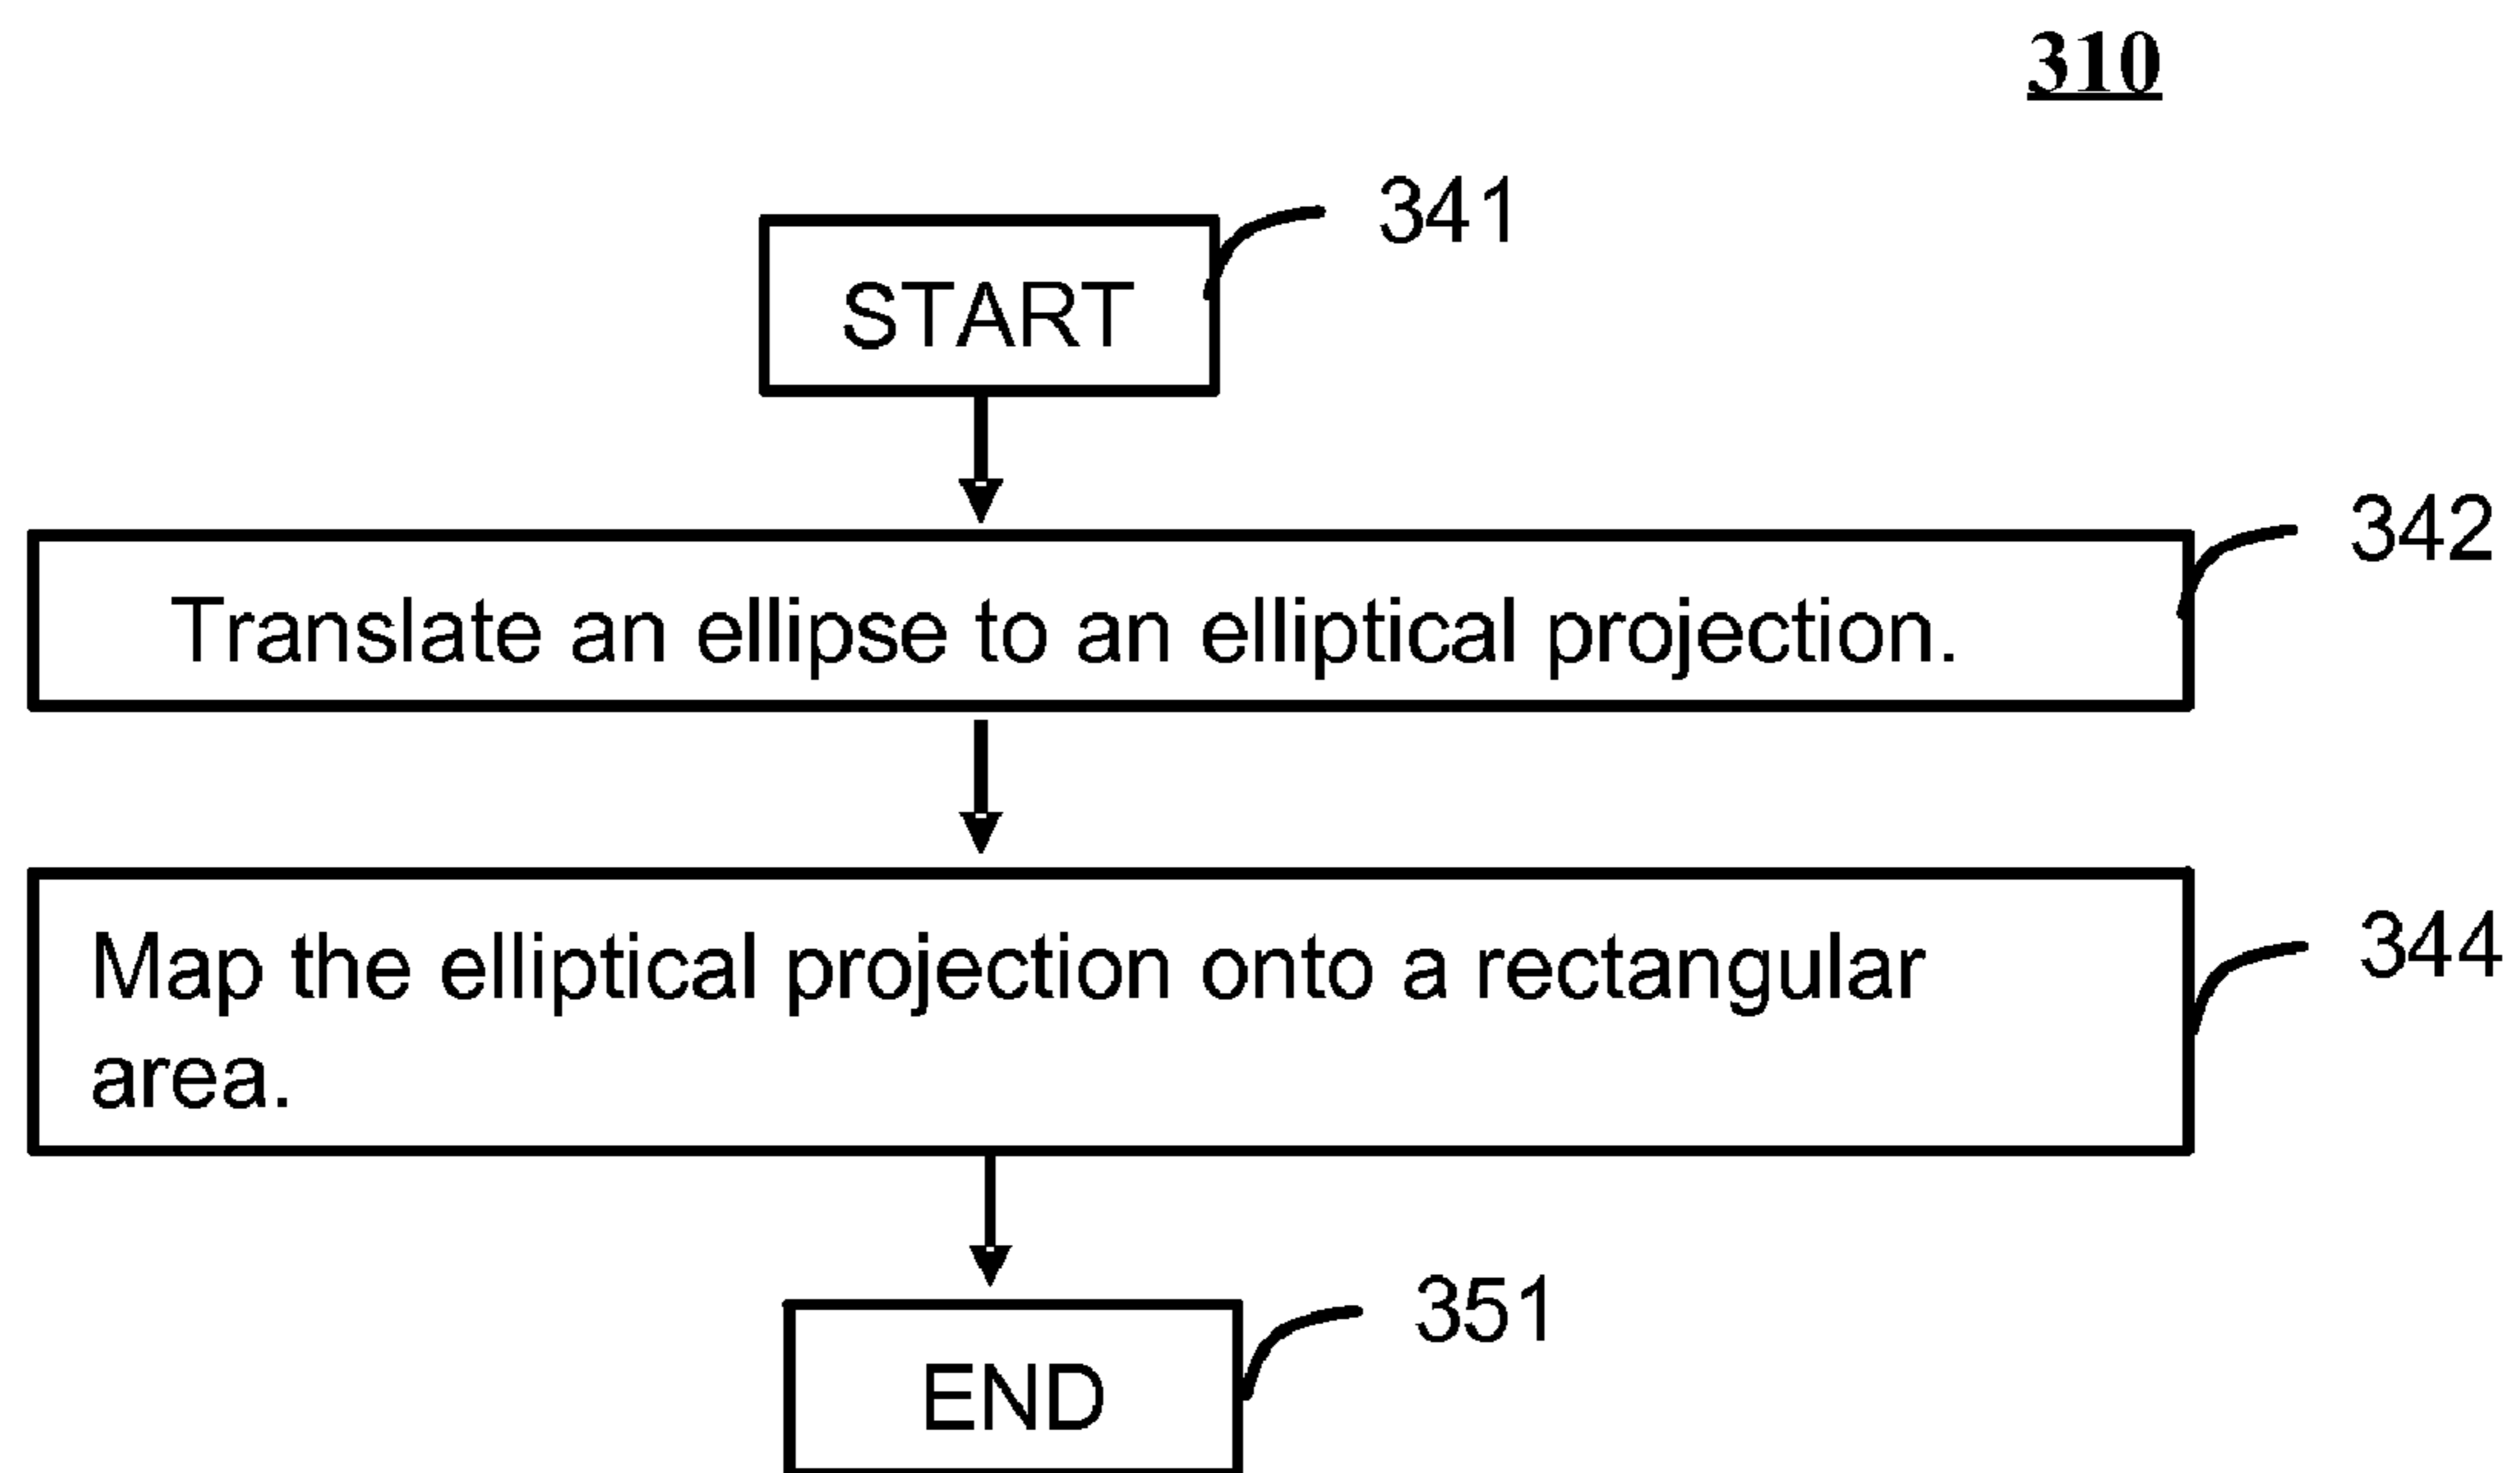 310
341
START
342
Translate an ellipse to an elliptical projection.
344
Map the elliptical projection onto a rectangular
area.
351
END